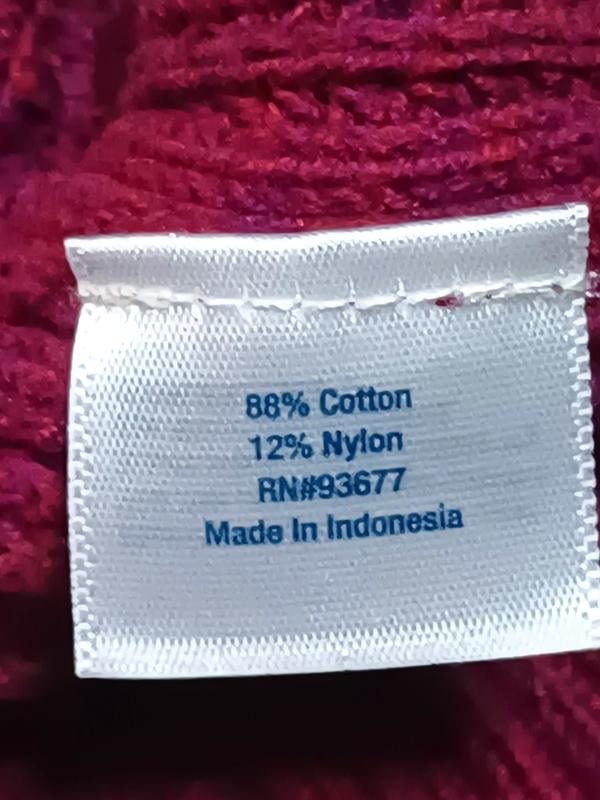 88% Cotton
12% Nylon
RN#93677
Made In Indonesia